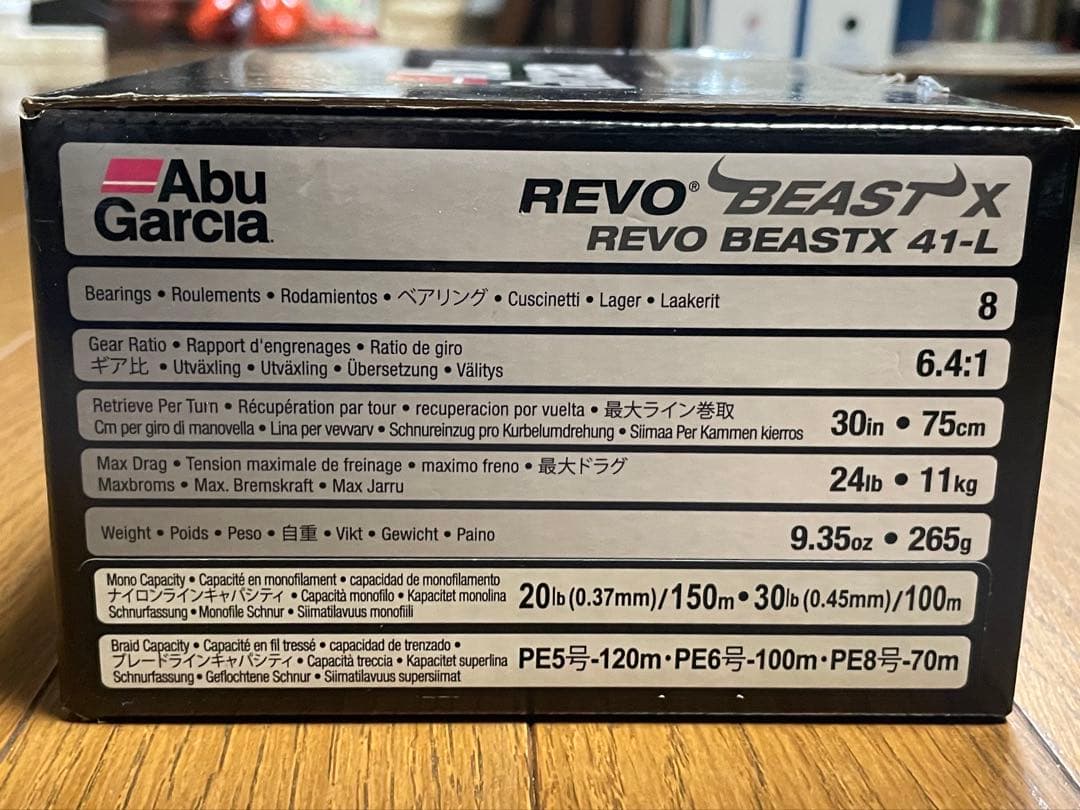 Abu
Garcia
REVO® BEAST X
REVO BEASTX 41-L
Bearings • Roulements • Rodamientos • ベアリング • Cuscinetti • Lager • Laakerit
8
Gear Ratio • Rapport d'engrenages • Ratio de giro
ギア比 • Utväxling • Utväxling • Übersetzung • Välitys
6.4:1
Retrieve Per Turn • Récupération par tour • recuperacion por vuelta • 最大ライン巻取
Cm per giro di manovella • Lina per vevvarv • Schnureinzug pro Kurbelumdrehung • Siimaa Per Kammen kierros
30in • 75cm
Max Drag • Tension maximale de freinage • maximo freno • 最大ドラグ
Maxbroms • Max. Bremskraft • Max Jarru
24lb • 11kg
Weight • Poids • Peso • 自重 • Vikt • Gewicht • Paino
9.35oz • 265g
Mono Capacity • Capacité en monofilament • capacidad de monofilamento
ナイロンラインキャパシティ • Capacità monofilo • Kapacitet monolina
Schnurfassung • Monofile Schnur • Siimatilavuus monofiili
20lb (0.37mm)/150m • 30lb (0.45mm)/100m
Braid Capacity • Capacité en fil tressé • capacidad de trenzado •
ブレードラインキャパシティ • Capacità treccia • Kapacitet superlina
Schnurfassung • Geflochtene Schnur • Siimatilavuus supersiimat
PE5号-120m・PE6号-100m・PE8号-70m